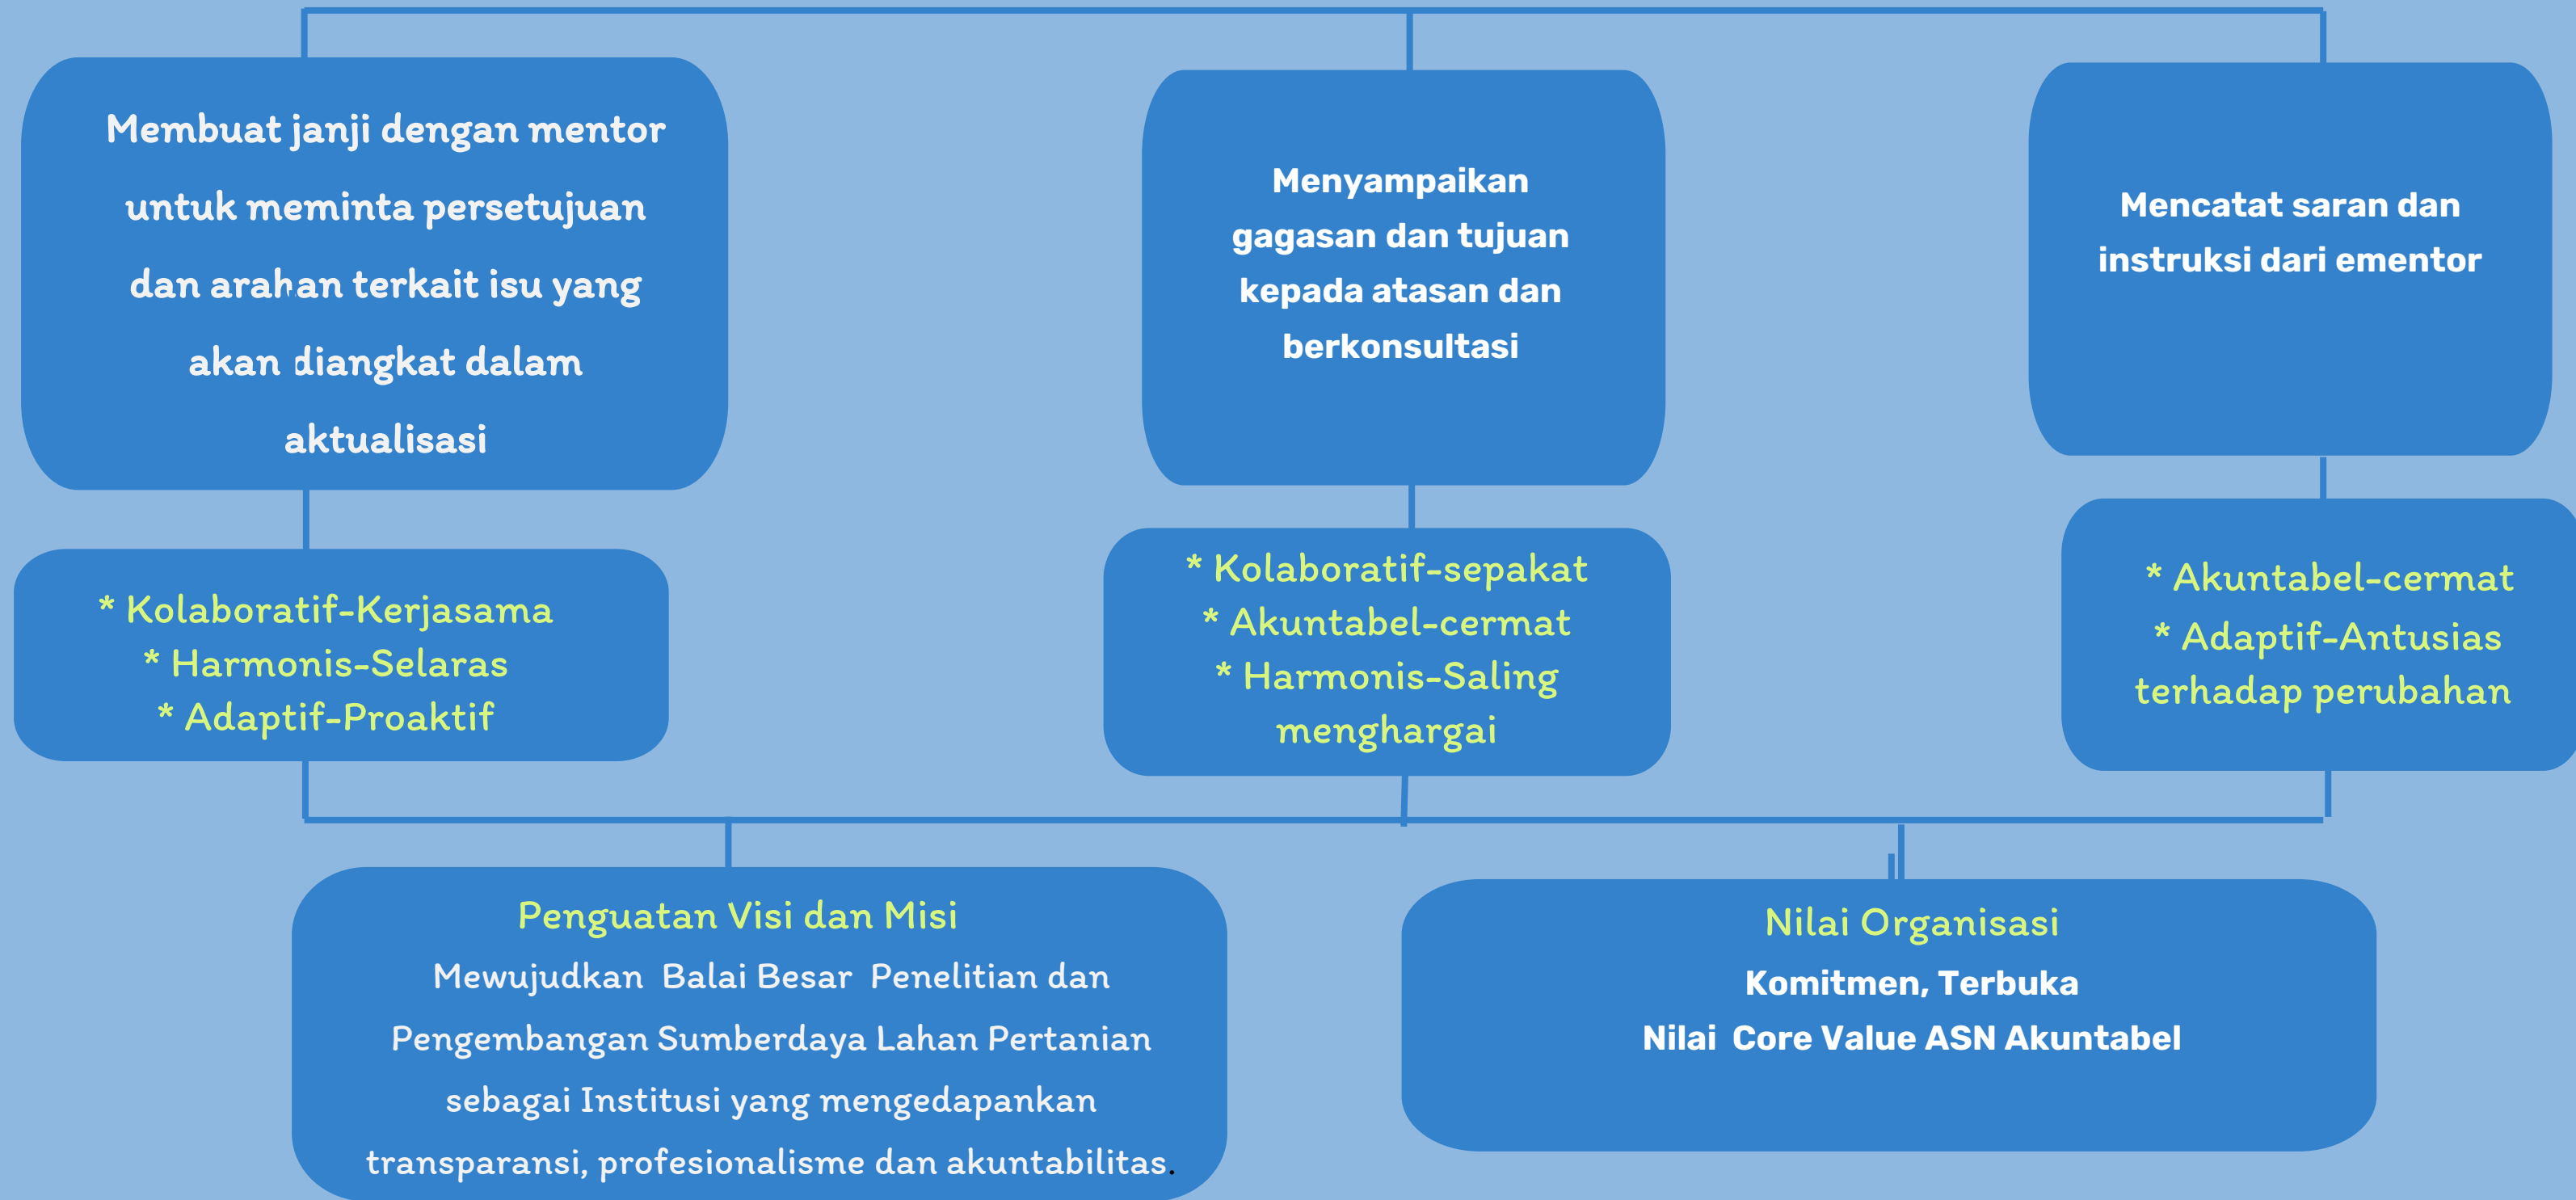 Membuat janji dengan mentor
untuk meminta persetujuan
dan arahan terkait isu yang
akan diangkat dalam
aktualisasi
Menyampaikan
gagasan dan tujuan
kepada atasan dan
berkonsultasi
Mencatat saran dan
instruksi dari ementor
* Kolaboratif-Kerjasama
* Harmonis-Selaras
* Adaptif-Proaktif
* Kolaboratif-sepakat
* Akuntabel-cermat
* Harmonis-Saling
menghargai
* Akuntabel-cermat
* Adaptif-Antusias
terhadap perubahan
Penguatan Visi dan Misi
Mewujudkan Balai Besar Penelitian dan
Pengembangan Sumberdaya Lahan Pertanian
sebagai Institusi yang mengedapankan
transparansi, profesionalisme dan akuntabilitas.
Nilai Organisasi
Komitmen, Terbuka
Nilai Core Value ASN Akuntabel